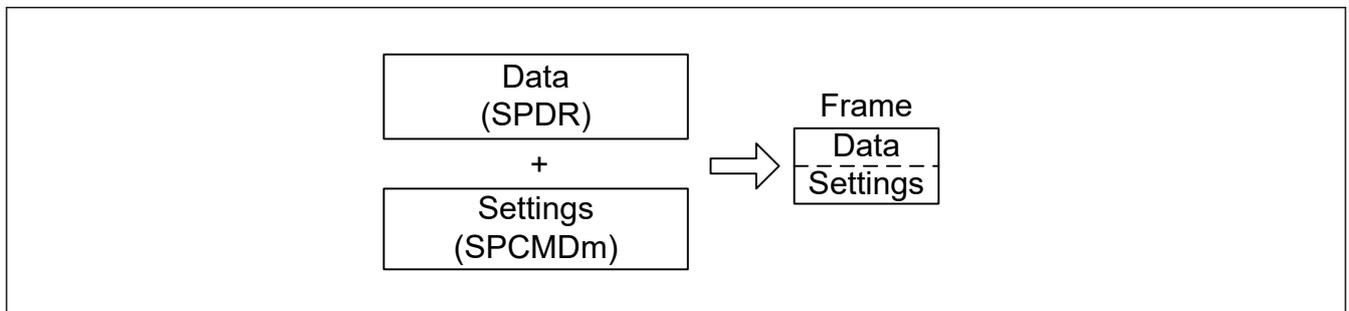 Data
(SPDR)
+
Settings
(SPCMDm)
Frame
Data
Settings